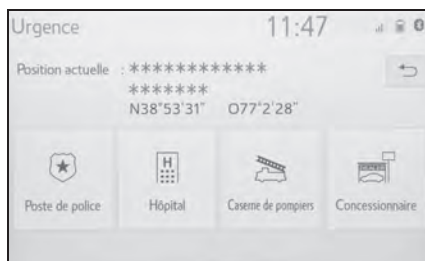 Urgence 11:47
Position actuelle : ************
*******
N38°53'31" O77°2'28"
H
Poste de police Hôpital Caserne de pompiers Concessionnaire